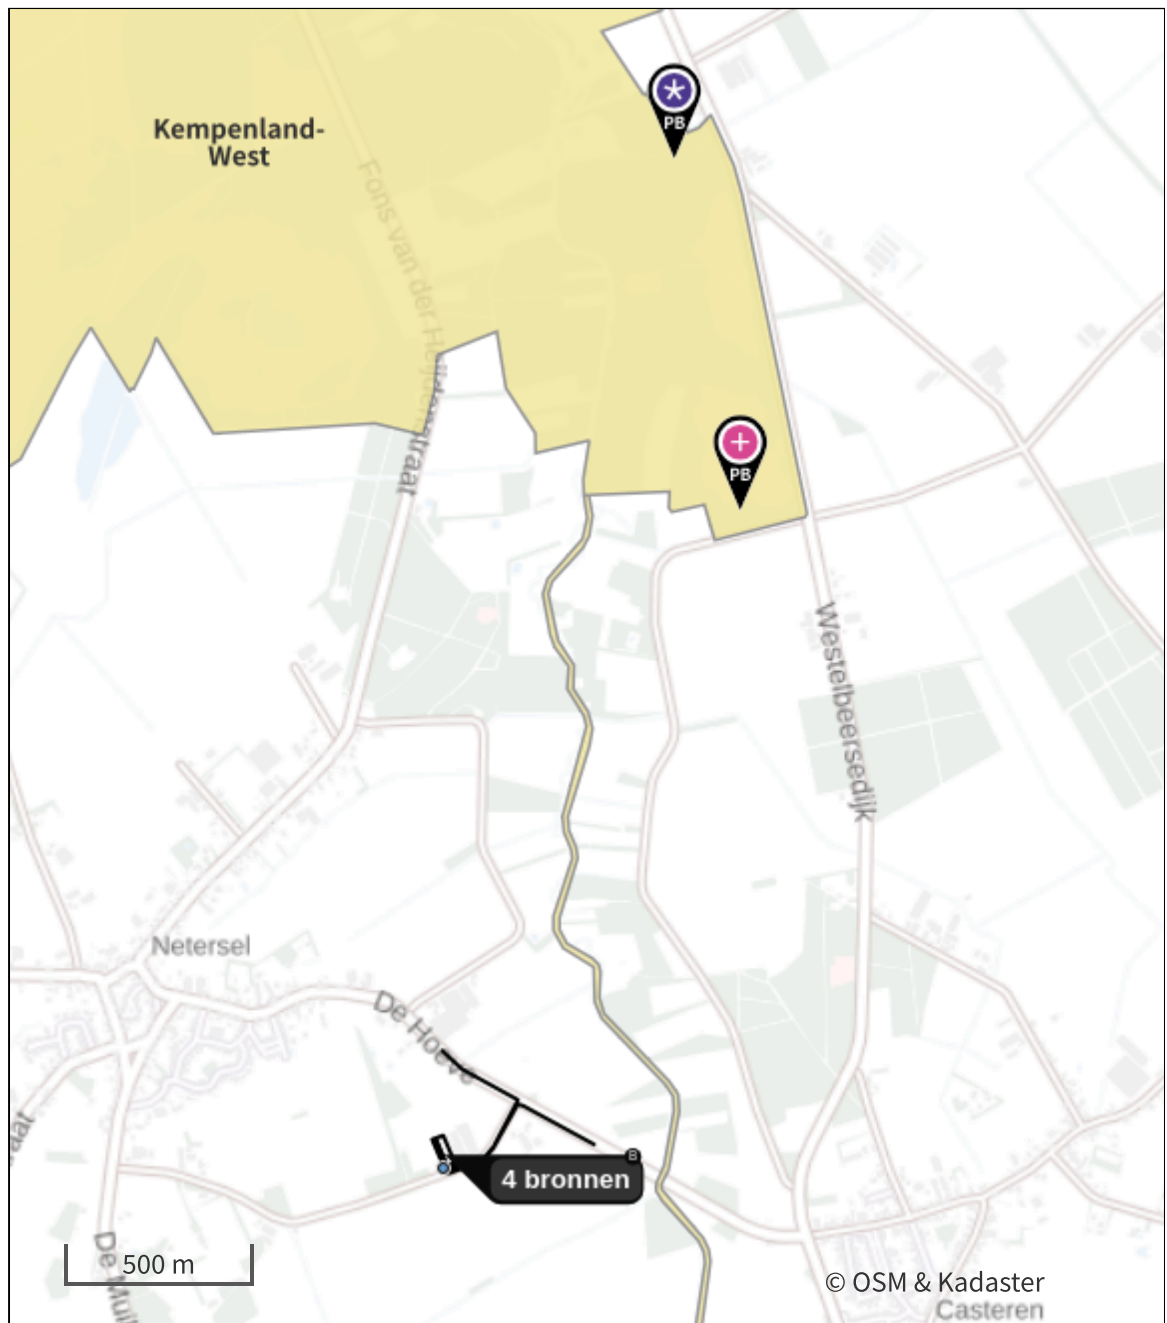 PB
Kempenland-
West
Fons van der Heijdenstraat
PB
Westelbeersedijk
Netersel
De Hoeve
B
4 bronnen
500 m
© OSM & Kadaster
Casteren